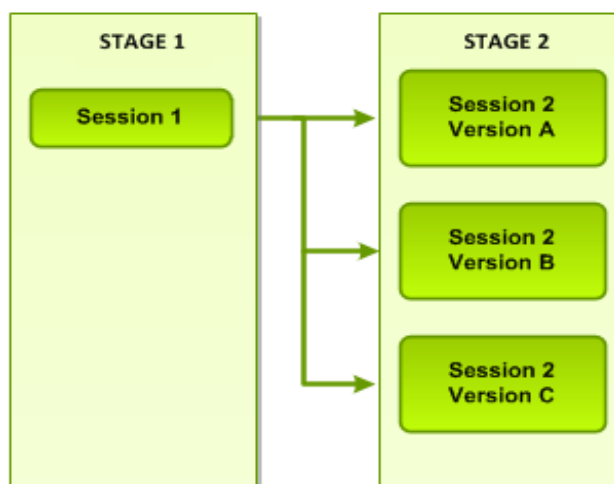 STAGE 1
Session 1
STAGE 2
Session 2
Version A
Session 2
Version B
Session 2
Version C